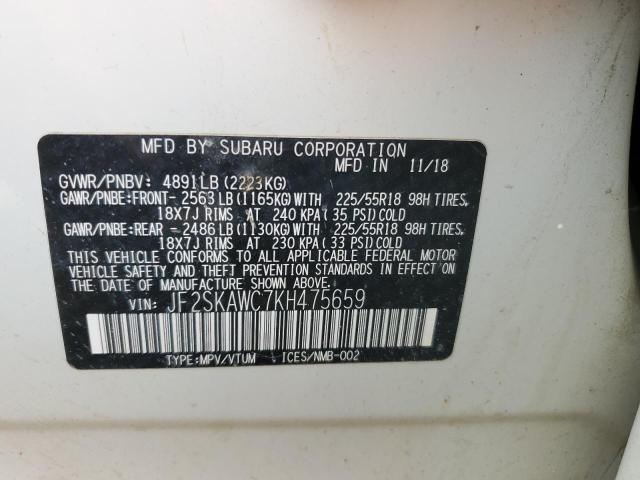 MFD BY SUBARU CORPORATION
MFD IN 11/18
GVWR/PNBV: 4891LB(2223KG)
GAWR/PNBE:FRONT- 2563LB(1165KG)WITH 225/55R18 98H TIRES,
18X7J RIMS AT 240 KPA(35 PSI)COLD
GAWR/PNBE:REAR - 2486LB(1130KG)WITH 225/55R18 98H TIRES,
18X7J RIMS AT 230 KPA(33 PSI)COLD
THIS VEHICLE CONFORMS TO ALL APPLICABLE FEDERAL MOTOR
VEHICLE SAFETY AND THEFT PREVENTION STANDARDS IN EFFECT ON
THE DATE OF MANUFACTURE SHOWN ABOVE.
VIN: JF2SKAWC7KH475659
TYPE:MPV/VTUM ICES/NMB-002